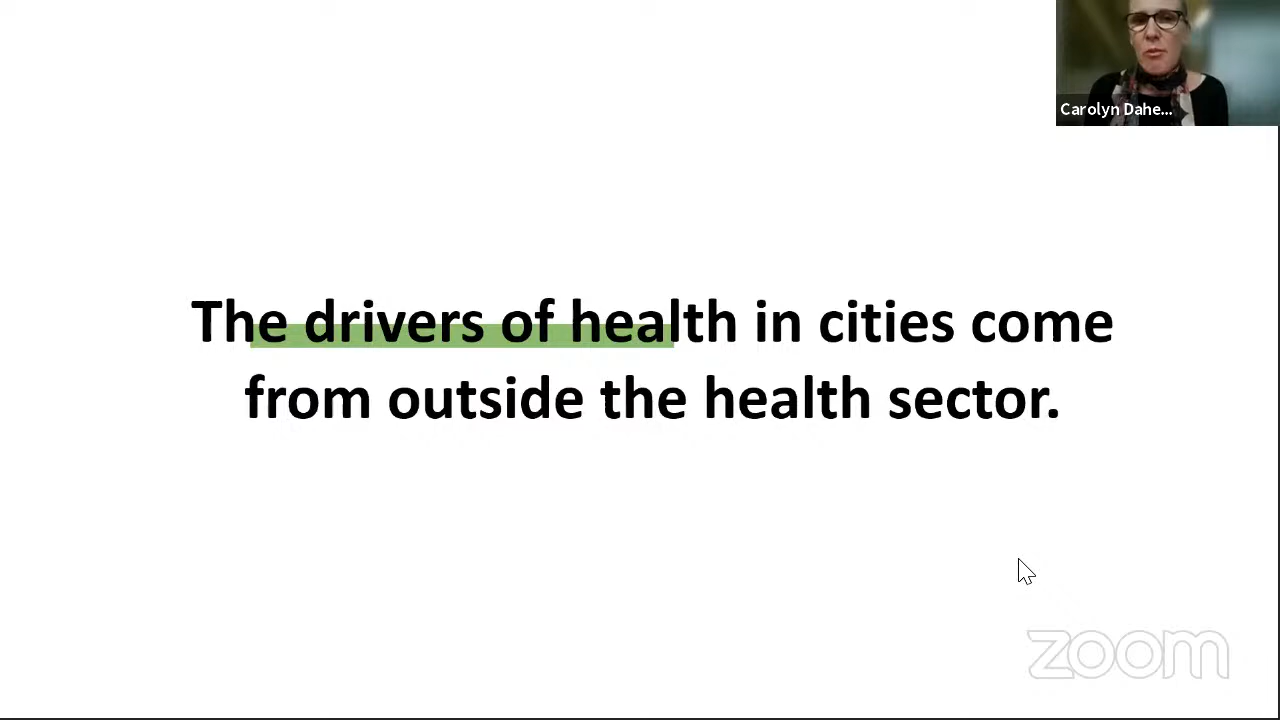 Carolyn Dahe...
The drivers of health in cities come
from outside the health sector.
zoom